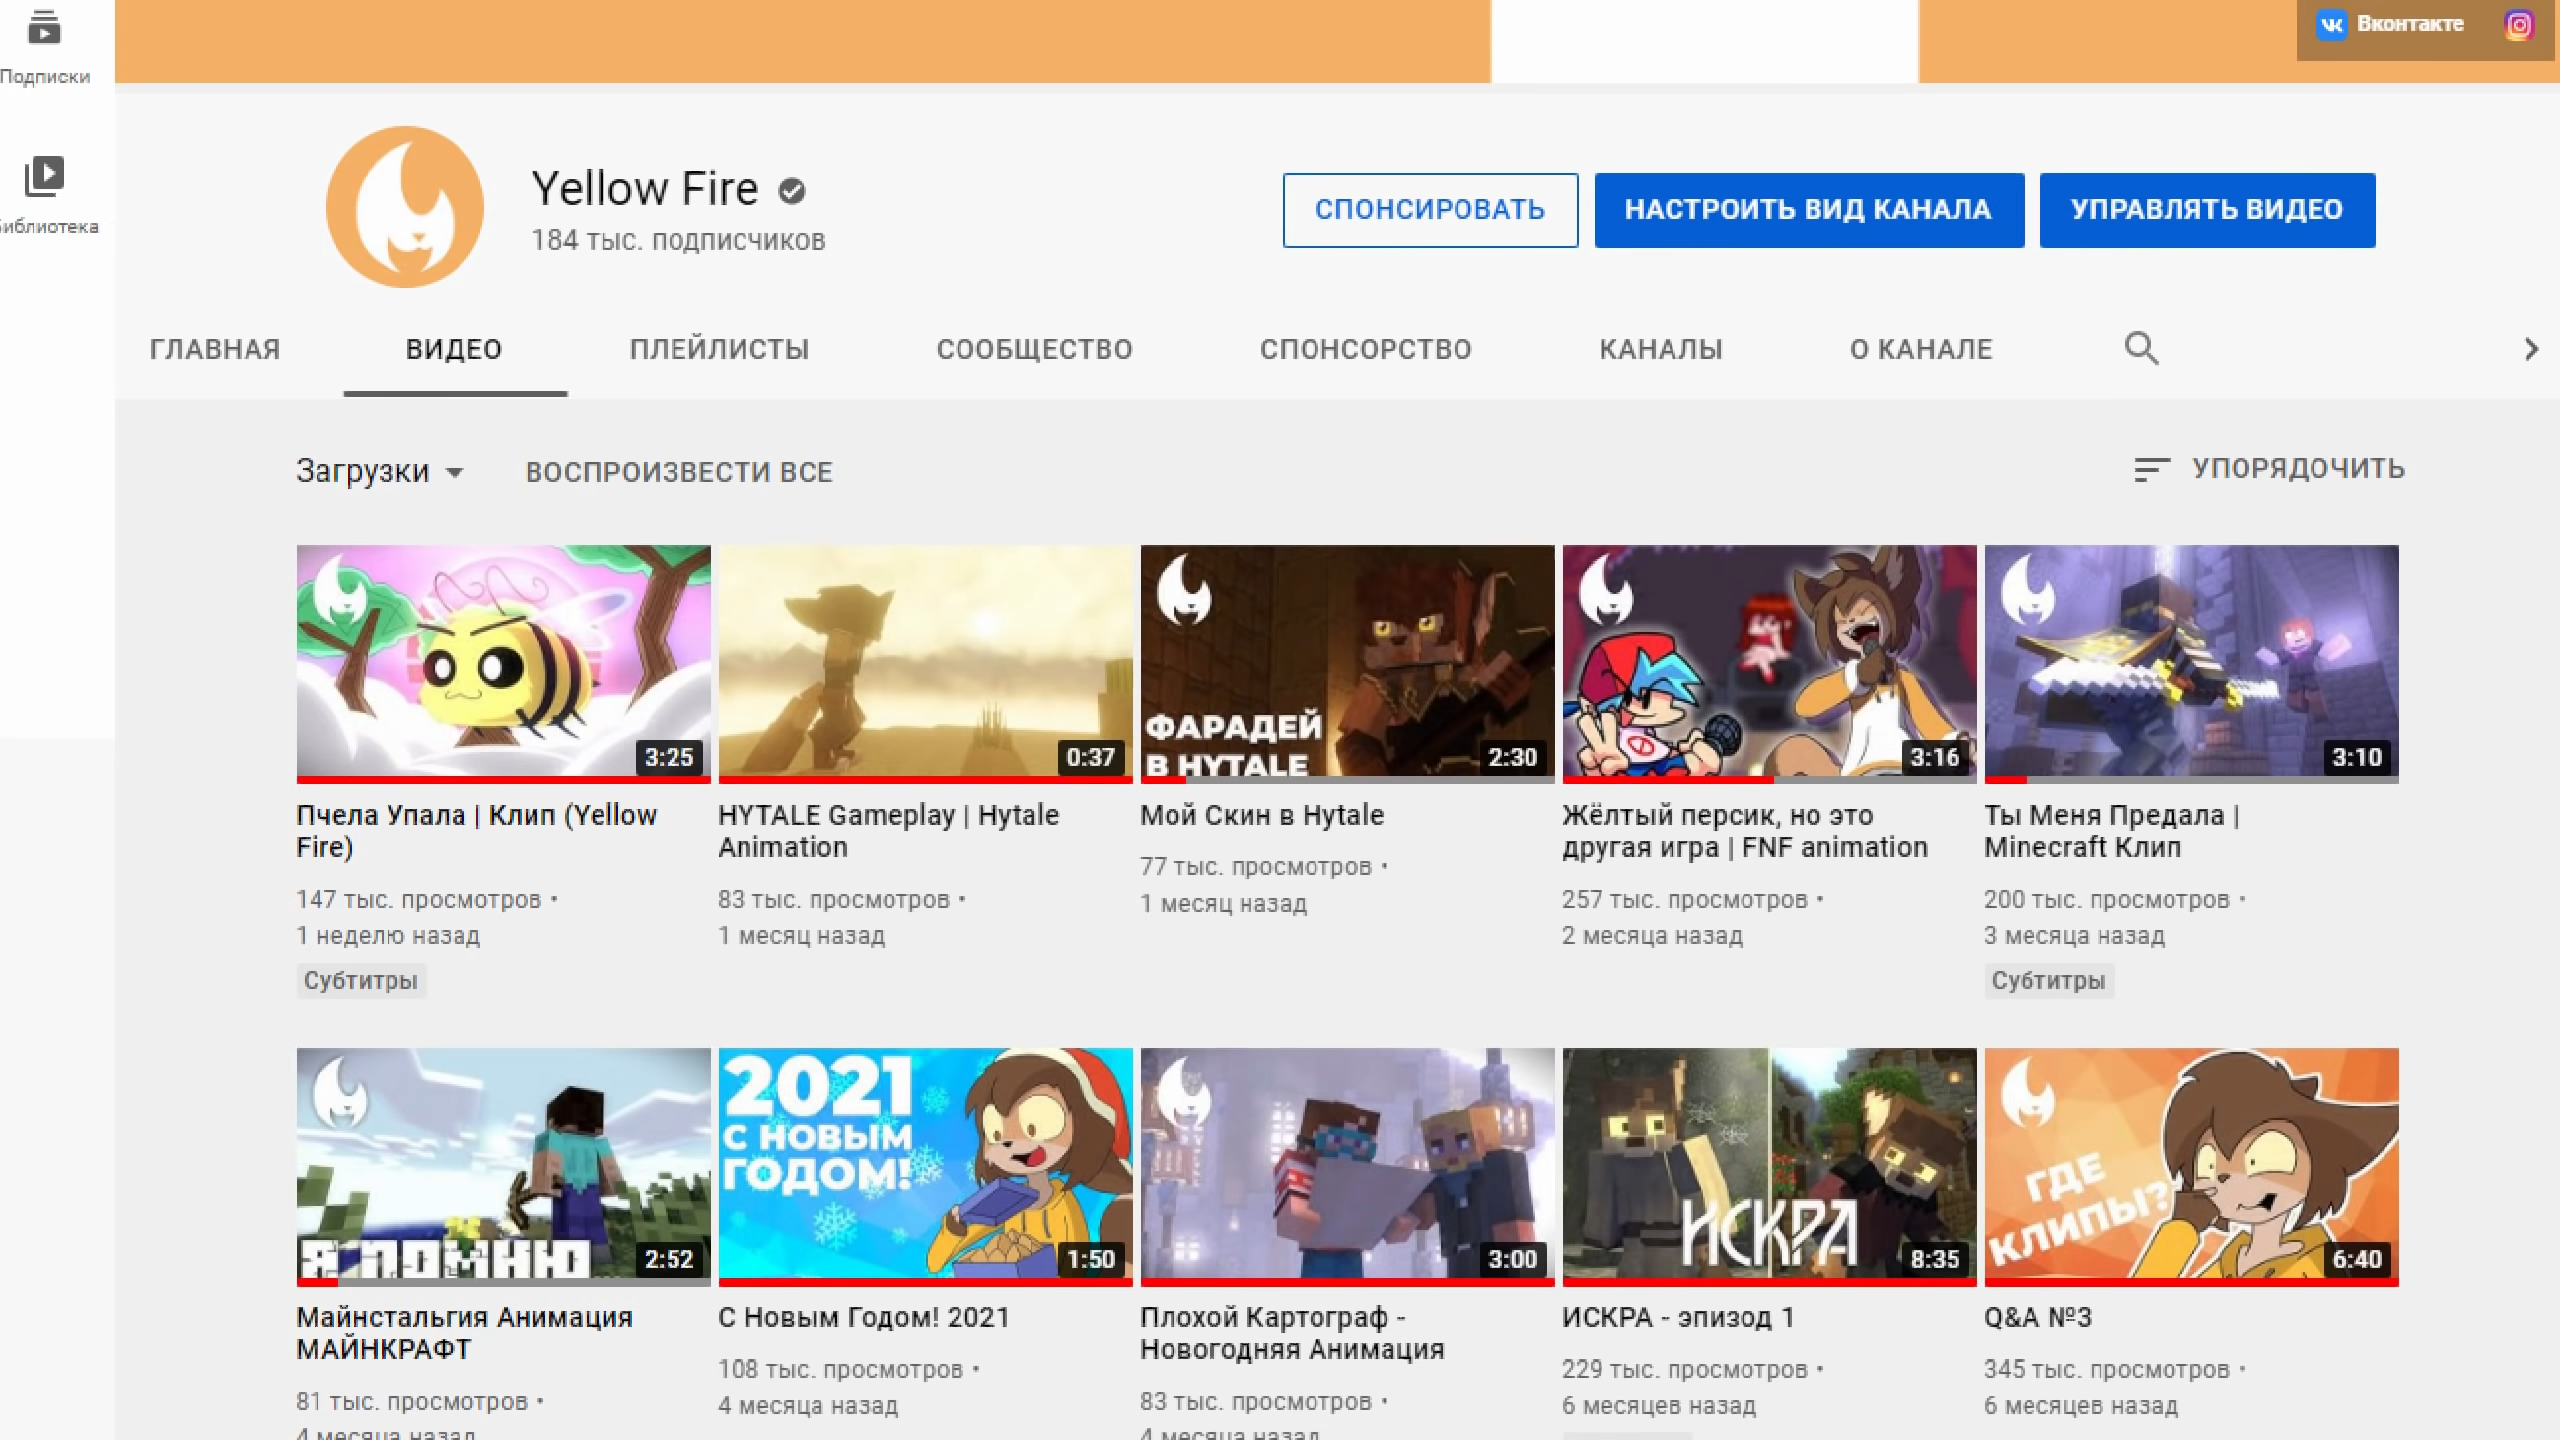 Вконтакте
Подписки
Yellow Fire
184 тыс. подписчиков
СПОНСИРОВАТЬ
НАСТРОИТЬ ВИД КАНАЛА
УПРАВЛЯТЬ ВИДЕО
ГЛАВНАЯ
ВИДЕО
ПЛЕЙЛИСТЫ
СООБЩЕСТВО
СПОНСОРСТВО
КАНАЛЫ
О КАНАЛЕ
Загрузки
ВОСПРОИЗВЕСТИ ВСЕ
УПОРЯДОЧИТЬ
3:25
Пчела Упала | Клип (Yellow
Fire)
147 тыс. просмотров •
1 неделю назад
Субтитры
0:37
HYTALE Gameplay | Hytale
Animation
83 тыс. просмотров •
1 месяц назад
ФАРАДЕЙ
В HYTALE
2:30
Мой Скин в Hytale
77 тыс. просмотров •
1 месяц назад
3:16
Жёлтый персик, но это
другая игра | FNF animation
257 тыс. просмотров •
2 месяца назад
3:10
Ты Меня Предала |
Minecraft Клип
200 тыс. просмотров •
3 месяца назад
Субтитры
Я ПОМНЮ
2:52
Майнстальгия Анимация
МАЙНКРАФТ
81 тыс. просмотров •
4 месяца назад
2021
С НОВЫМ
ГОДОМ!
1:50
С Новым Годом! 2021
108 тыс. просмотров •
4 месяца назад
3:00
Плохой Картограф -
Новогодняя Анимация
83 тыс. просмотров •
4 месяца назад
ИСКРА
8:35
ИСКРА - эпизод 1
229 тыс. просмотров •
6 месяцев назад
ГДЕ
КЛИПЫ?
6:40
Q&A №3
345 тыс. просмотров •
6 месяцев назад